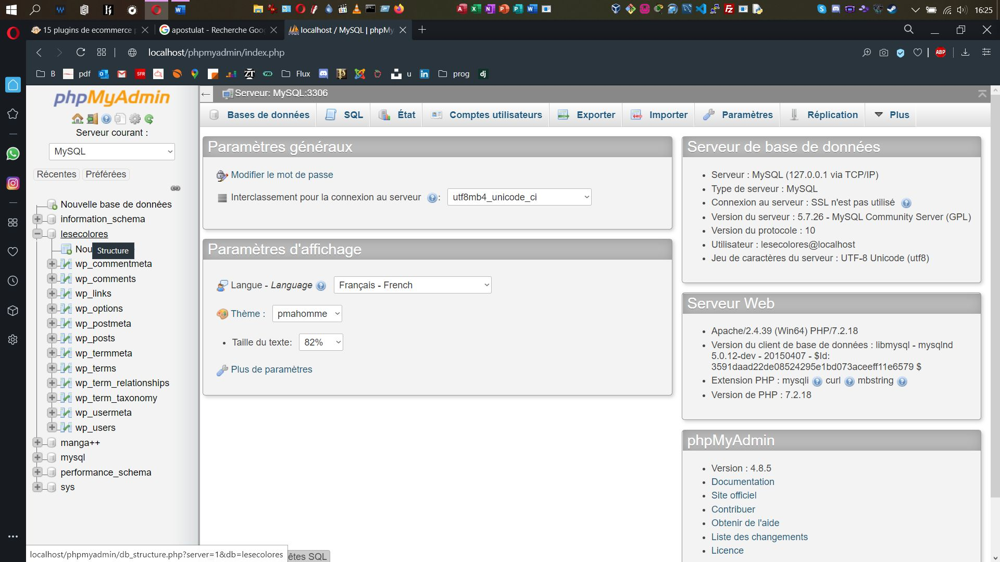 16:25
15 plugins de ecommerce p
apostulat - Recherche Goo
localhost / MySQL | phpMy
localhost/phpmyadmin/index.php
ABP
B
pdf
SFR
ZT
Flux
u
in
prog
dj
phpMyAdmin
Serveur courant :
MySQL
Récentes
Préférées
Nouvelle base de données
information_schema
lesecolores
Nou
Structure
wp_commentmeta
wp_comments
wp_links
wp_options
wp_postmeta
wp_posts
wp_termmeta
wp_terms
wp_term_relationships
wp_term_taxonomy
wp_usermeta
wp_users
manga++
mysql
performance_schema
sys
localhost/phpmyadmin/db_structure.php?server=1&db=lesecolores
êtes SQL
Serveur: MySQL:3306
Bases de données
SQL
État
Comptes utilisateurs
Exporter
Importer
Paramètres
Réplication
Plus
Paramètres généraux
Modifier le mot de passe
Interclassement pour la connexion au serveur :
utf8mb4_unicode_ci
Paramètres d'affichage
Langue - Language
Français - French
Thème :
pmahomme
Taille du texte:
82%
Plus de paramètres
Serveur de base de données
Serveur : MySQL (127.0.0.1 via TCP/IP)
Type de serveur : MySQL
Connexion au serveur : SSL n'est pas utilisé
Version du serveur : 5.7.26 - MySQL Community Server (GPL)
Version du protocole : 10
Utilisateur : lesecolores@localhost
Jeu de caractères du serveur : UTF-8 Unicode (utf8)
Serveur Web
Apache/2.4.39 (Win64) PHP/7.2.18
Version du client de base de données : libmysql - mysqlnd
5.0.12-dev - 20150407 - $Id:
3591daad22de08524295e1bd073aceeff11e6579 $
Extension PHP : mysqli curl mbstring
Version de PHP : 7.2.18
phpMyAdmin
Version : 4.8.5
Documentation
Site officiel
Contribuer
Obtenir de l'aide
Liste des changements
Licence